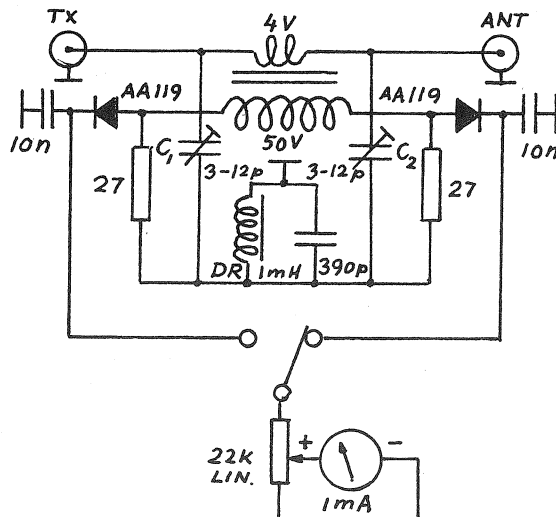 TX
4V
ANT
AA119
AA119
10n
C1
3-12p
50V
3-12p
C2
10n
27
27
DR
1mH
390p
22K
LIN.
+
-
1mA